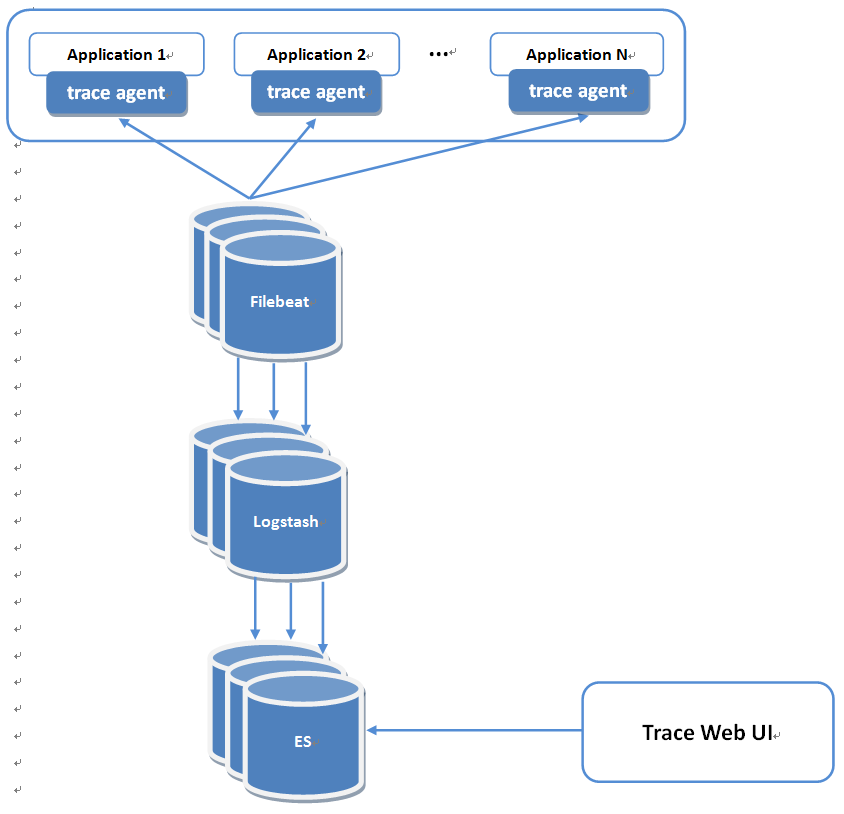 Application 1
Application 2
...
Application N
trace agent
trace agent
trace agent
Filebeat
Logstash
ES
Trace Web UI